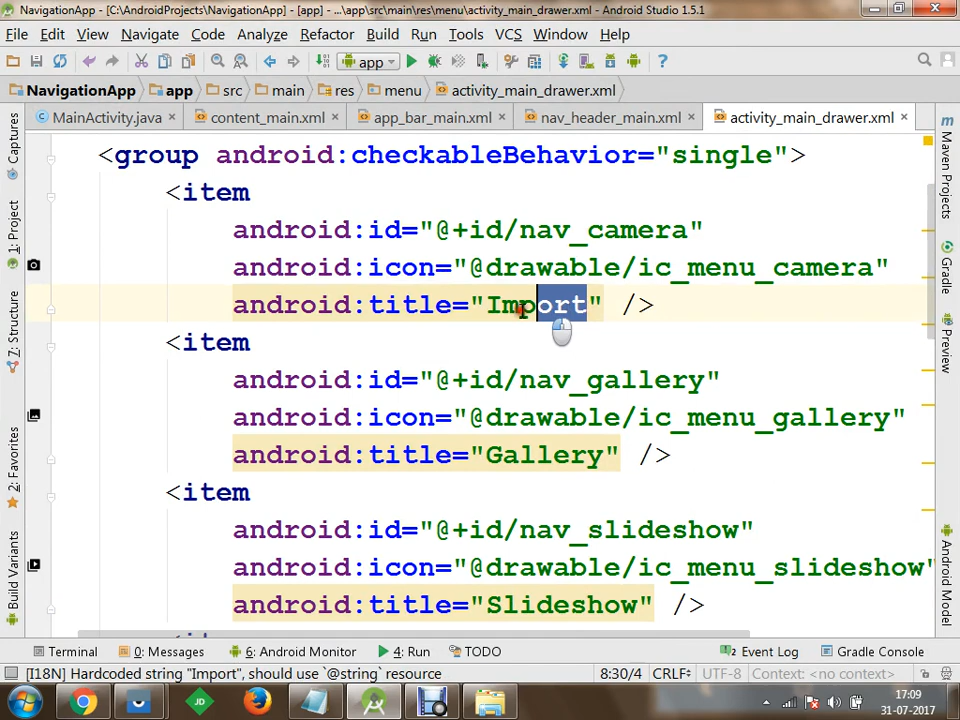 NavigationApp - [C:\AndroidProjects\NavigationApp] - [app] - ...\app\src\main\res\menu\activity_main_drawer.xml - Android Studio 1.5.1
File Edit View Navigate Code Analyze Refactor Build Run Tools VCS Window Help
app
NavigationApp app src main res menu activity_main_drawer.xml
MainActivity.java content_main.xml app_bar_main.xml nav_header_main.xml activity_main_drawer.xml
Captures
1: Project
7: Structure
2: Favorites
Build Variants
<group android:checkableBehavior="single">
<item
android:id="@+id/nav_camera"
android:icon="@drawable/ic_menu_camera"
android:title="Import" />
<item
android:id="@+id/nav_gallery"
android:icon="@drawable/ic_menu_gallery"
android:title="Gallery" />
<item
android:id="@+id/nav_slideshow"
android:icon="@drawable/ic_menu_slideshow"
android:title="Slideshow" />
Maven Projects
Gradle
Preview
Android Model
Terminal 0: Messages 6: Android Monitor 4: Run TODO Event Log Gradle Console
[I18N] Hardcoded string "Import", should use `@string` resource 8:30/4 CRLF UTF-8 Context: <no context>
JD
17:09
31-07-2017